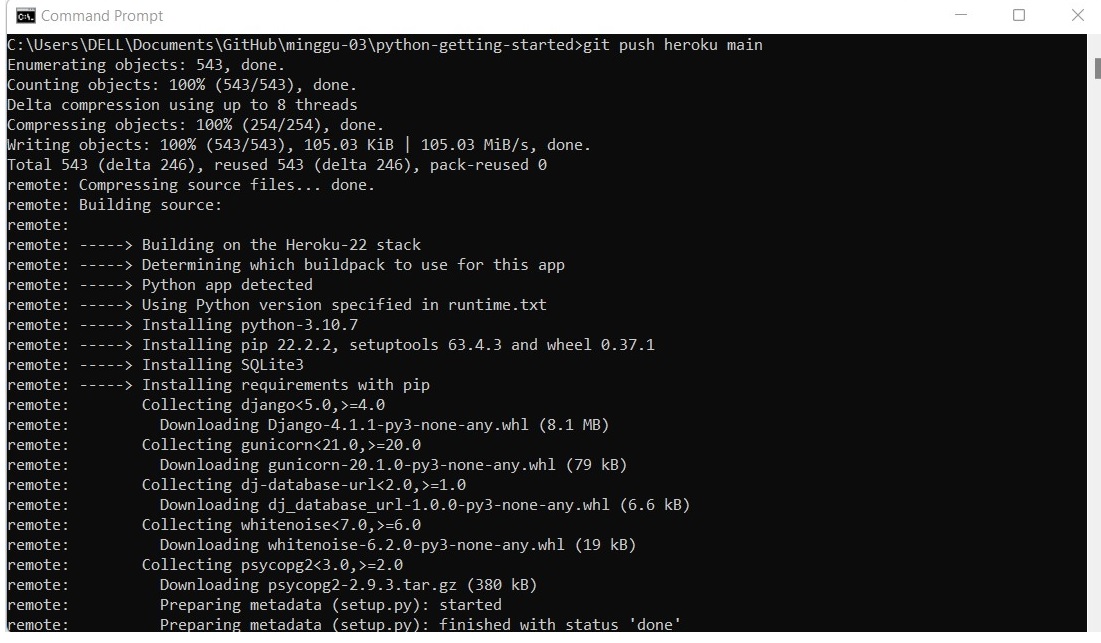 Command Prompt
C:\Users\DELL\Documents\GitHub\minggu-03\python-getting-started>git push heroku main
Enumerating objects: 543, done.
Counting objects: 100% (543/543), done.
Delta compression using up to 8 threads
Compressing objects: 100% (254/254), done.
Writing objects: 100% (543/543), 105.03 KiB | 105.03 MiB/s, done.
Total 543 (delta 246), reused 543 (delta 246), pack-reused 0
remote: Compressing source files... done.
remote: Building source:
remote:
remote: -----> Building on the Heroku-22 stack
remote: -----> Determining which buildpack to use for this app
remote: -----> Python app detected
remote: -----> Using Python version specified in runtime.txt
remote: -----> Installing python-3.10.7
remote: -----> Installing pip 22.2.2, setuptools 63.4.3 and wheel 0.37.1
remote: -----> Installing SQLite3
remote: -----> Installing requirements with pip
remote:        Collecting django<5.0,>=4.0
remote:          Downloading Django-4.1.1-py3-none-any.whl (8.1 MB)
remote:        Collecting gunicorn<21.0,>=20.0
remote:          Downloading gunicorn-20.1.0-py3-none-any.whl (79 kB)
remote:        Collecting dj-database-url<2.0,>=1.0
remote:          Downloading dj_database_url-1.0.0-py3-none-any.whl (6.6 kB)
remote:        Collecting whitenoise<7.0,>=6.0
remote:          Downloading whitenoise-6.2.0-py3-none-any.whl (19 kB)
remote:        Collecting psycopg2<3.0,>=2.0
remote:          Downloading psycopg2-2.9.3.tar.gz (380 kB)
remote:          Preparing metadata (setup.py): started
remote:          Preparing metadata (setup.py): finished with status 'done'